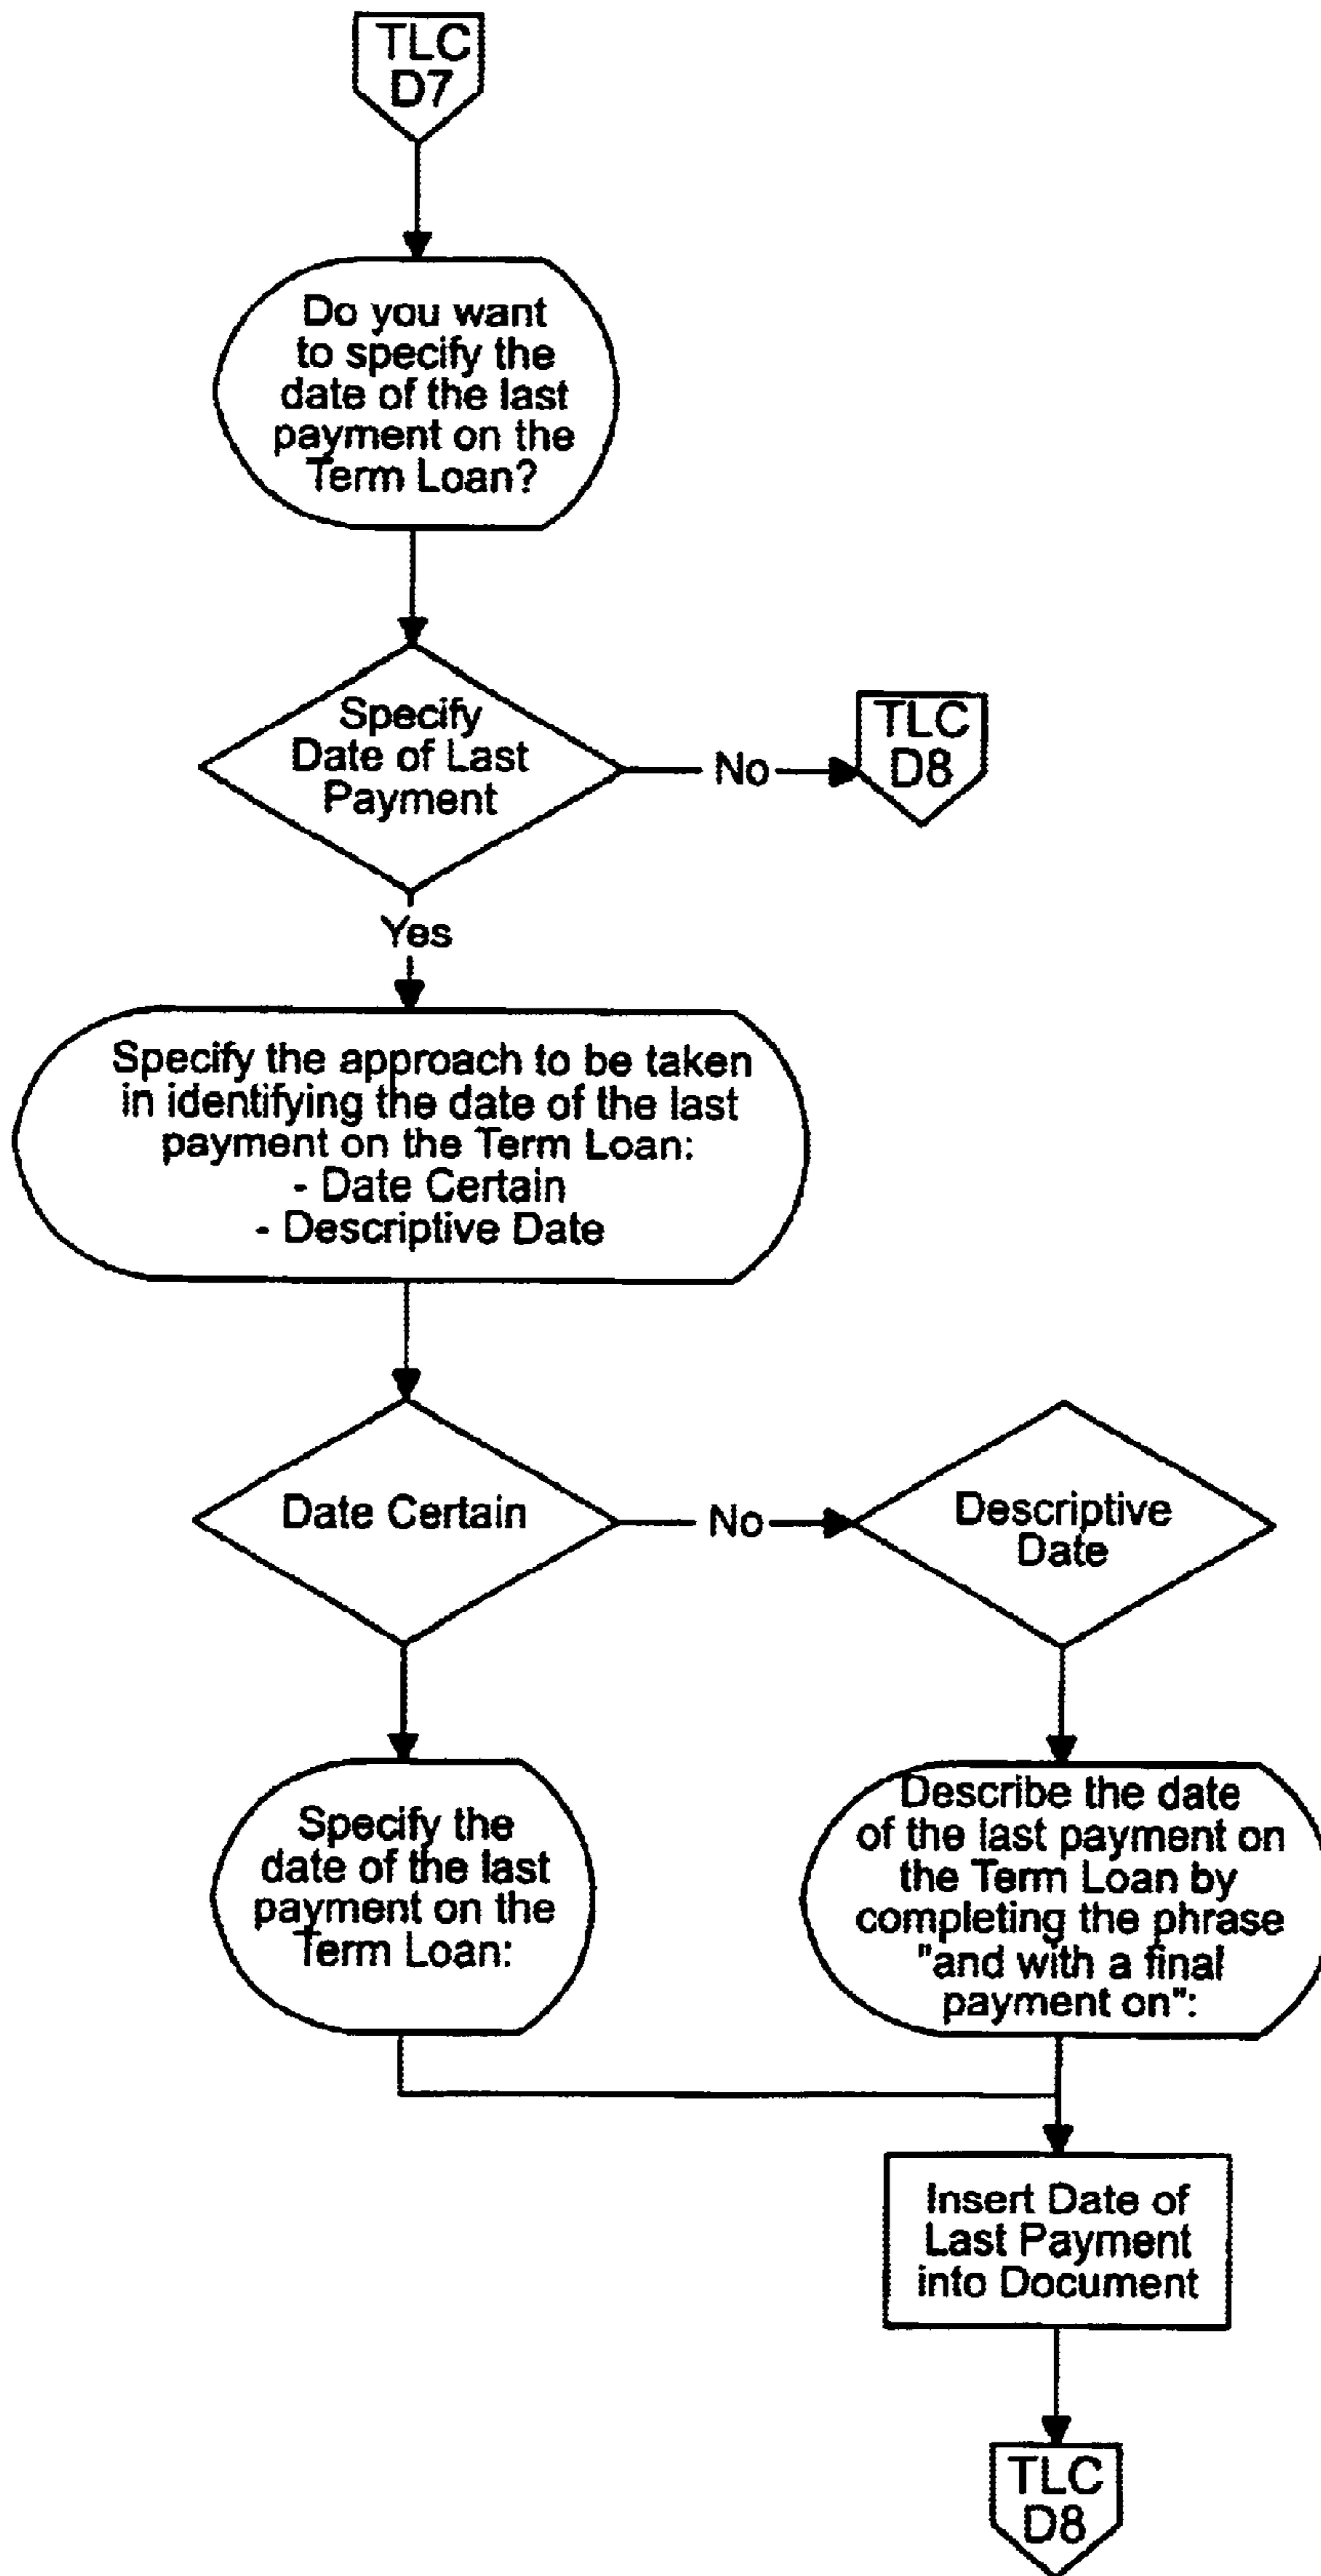 TLC
D7
Do you want
to specify the
date of the last
payment on the
Term Loan?
Specify
Date of Last
Payment
No
TLC
D8
Yes
Specify the approach to be taken
in identifying the date of the last
payment on the Term Loan:
- Date Certain
- Descriptive Date
Date Certain
No
Descriptive
Date
Specify the
date of the last
payment on the
Term Loan:
Describe the date
of the last payment on
the Term Loan by
completing the phrase
"and with a final
payment on":
Insert Date of
Last Payment
into Document
TLC
D8